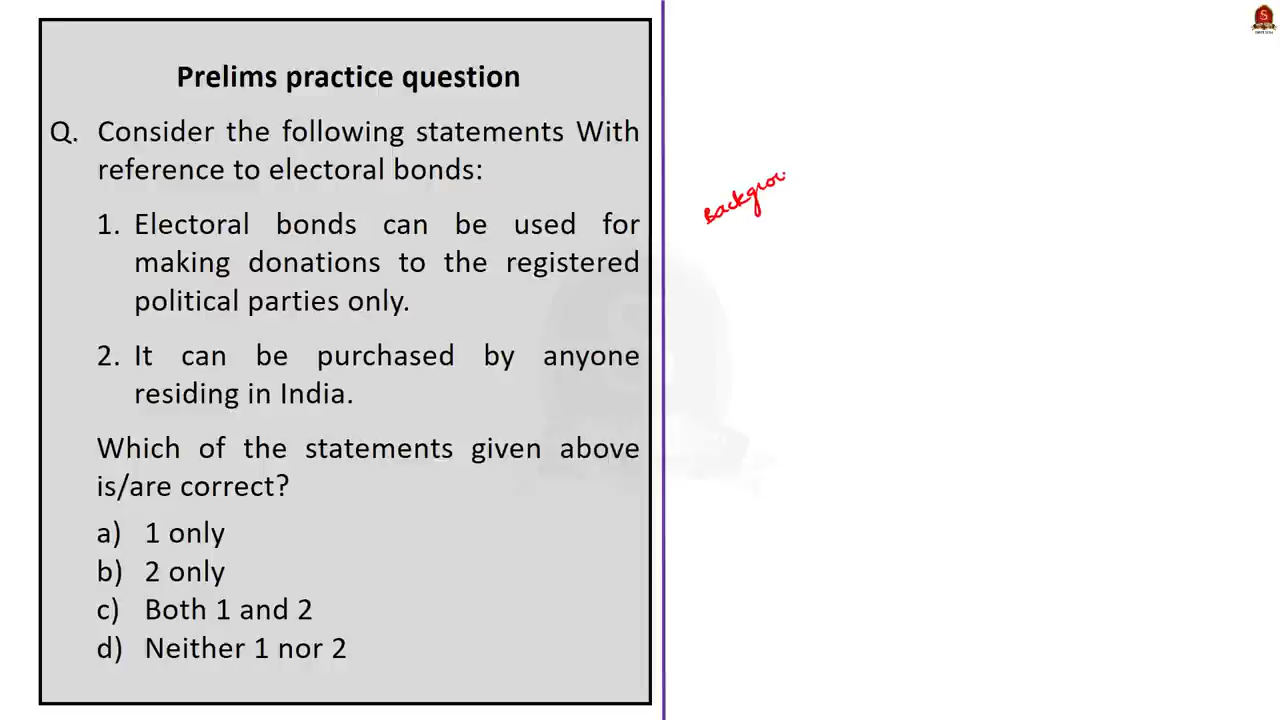 Prelims practice question
Q. Consider the following statements With
reference to electoral bonds:
1. Electoral bonds can be used for
making donations to the registered
political parties only.
2. It can be purchased by anyone
residing in India.
Which of the statements given above
is/are correct?
a) 1 only
b) 2 only
c) Both 1 and 2
d) Neither 1 nor 2
Backgrou